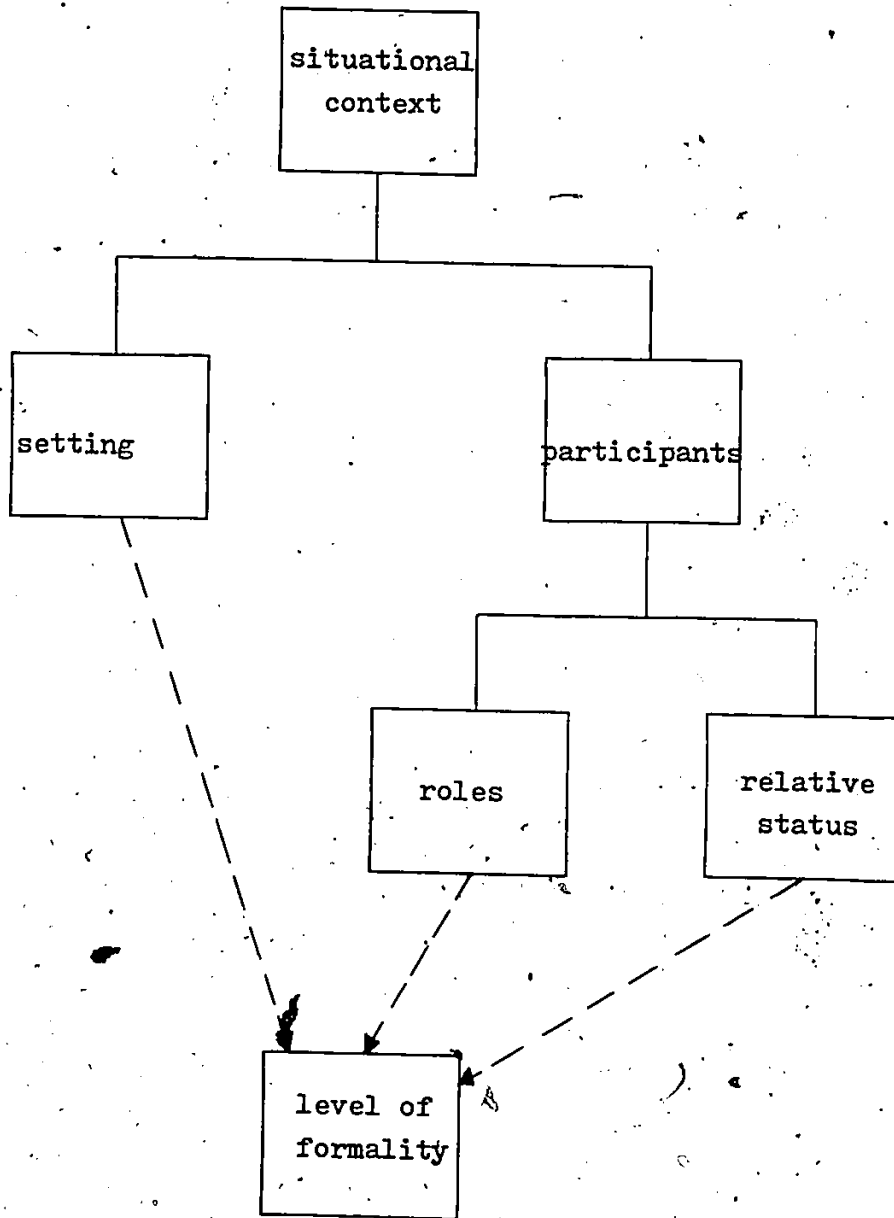 situational
context
setting
participants
roles
relative
status
level of
formality